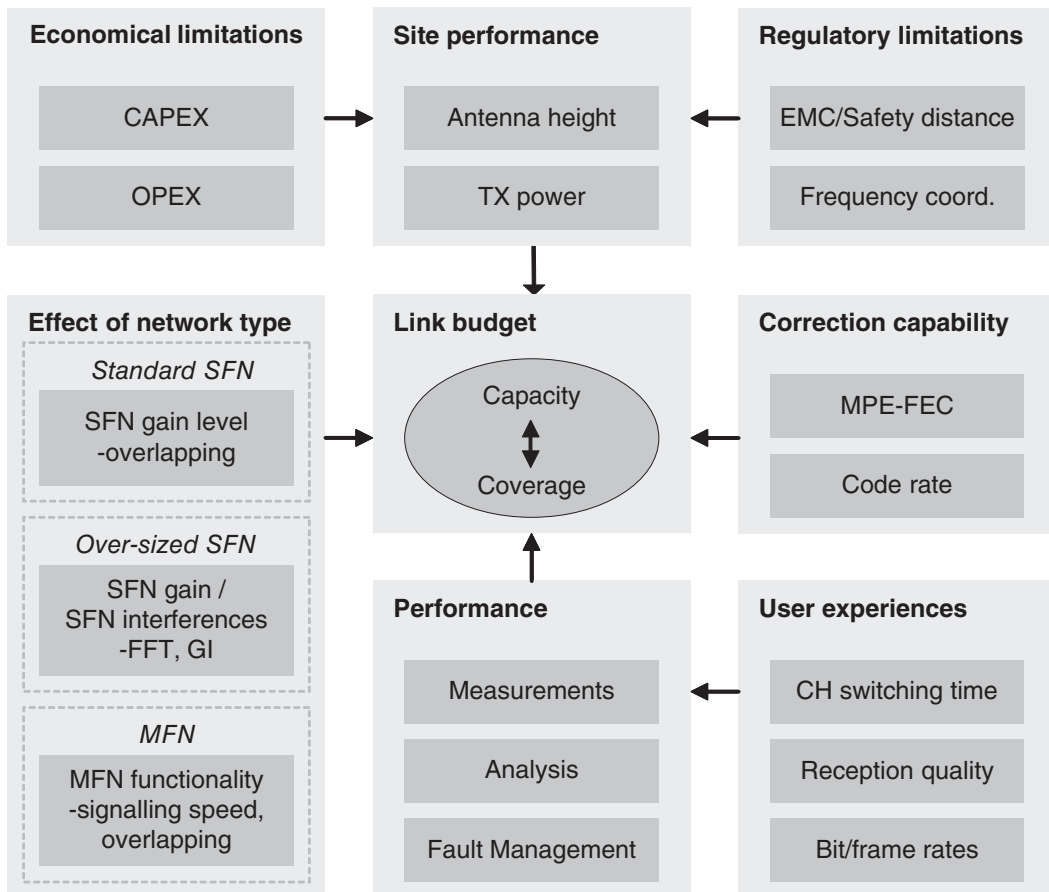 Economical limitations
CAPEX
OPEX
Site performance
Antenna height
TX power
Regulatory limitations
EMC/Safety distance
Frequency coord.
Effect of network type
Standard SFN
SFN gain level
-overlapping
Over-sized SFN
SFN gain /
SFN interferences
-FFT, GI
MFN
MFN functionality
-signalling speed,
overlapping
Link budget
Capacity
Coverage
Correction capability
MPE-FEC
Code rate
Performance
Measurements
Analysis
Fault Management
User experiences
CH switching time
Reception quality
Bit/frame rates